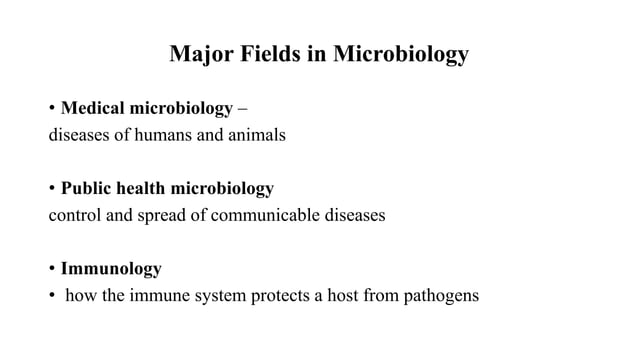 Major Fields in Microbiology
• Medical microbiology –
diseases of humans and animals
• Public health microbiology
control and spread of communicable diseases
• Immunology
• how the immune system protects a host from pathogens